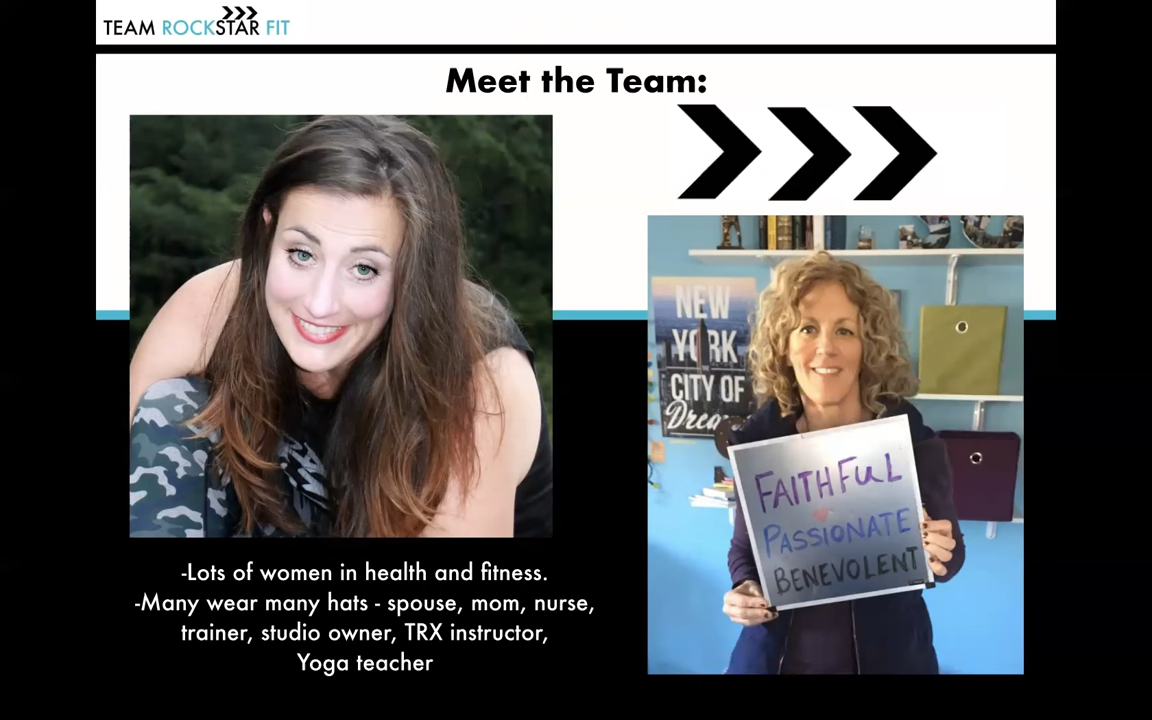 TEAM ROCKSTAR FIT
Meet the Team:
NEW
YORK
CITY OF
FAITHFUL
PASSIONATE
BENEVOLENT
-Lots of women in health and fitness.
-Many wear many hats - spouse, mom, nurse,
trainer, studio owner, TRX instructor,
Yoga teacher